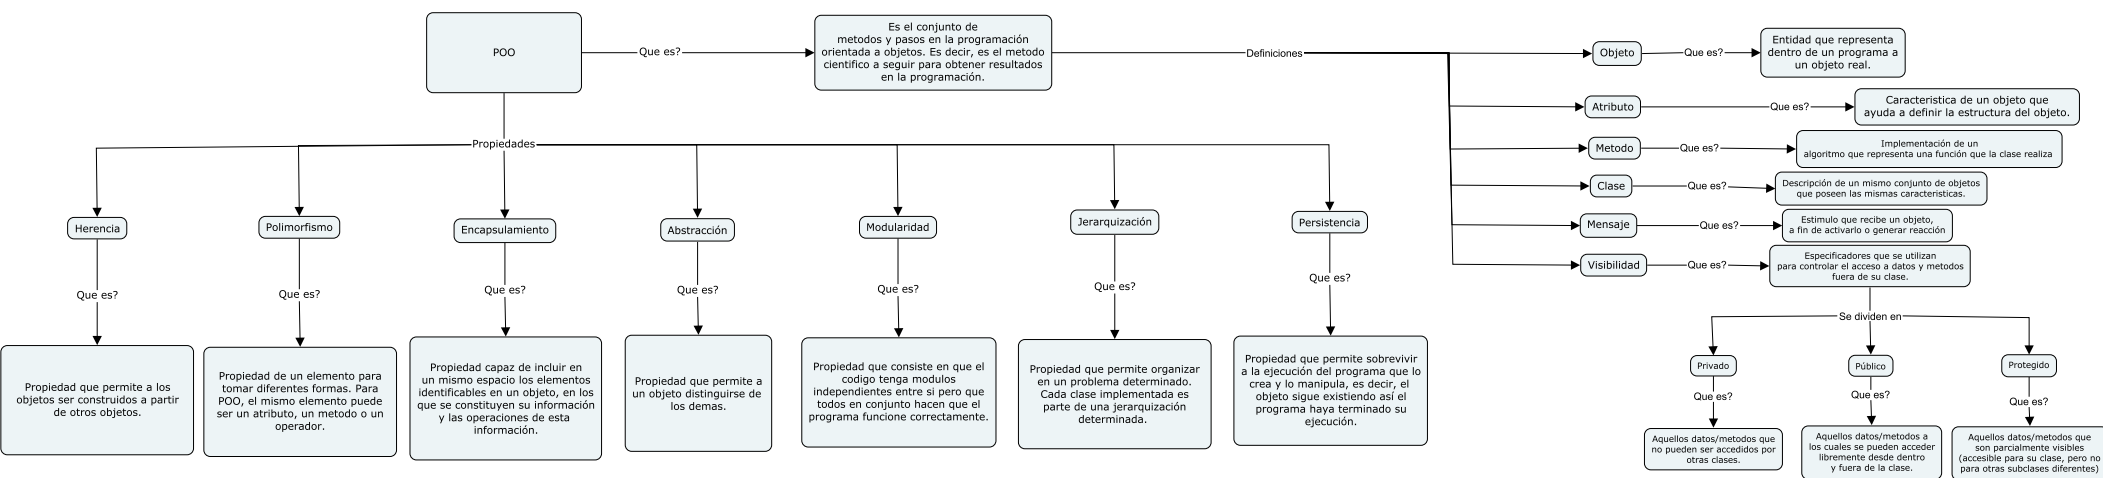 POO
Que es?
Es el conjunto de
metodos y pasos en la programación
orientada a objetos. Es decir, es el metodo
cientifico a seguir para obtener resultados
en la programación.
Definiciones
Objeto
Que es?
Entidad que representa
dentro de un programa a
un objeto real.
Atributo
Que es?
Caracteristica de un objeto que
ayuda a definir la estructura del objeto.
Metodo
Que es?
Implementación de un
algoritmo que representa una función que la clase realiza
Clase
Que es?
Descripción de un mismo conjunto de objetos
que poseen las mismas caracteristicas.
Mensaje
Que es?
Estimulo que recibe un objeto,
a fin de activarlo o generar reacción
Visibilidad
Que es?
Especificadores que se utilizan
para controlar el acceso a datos y metodos
fuera de su clase.
Se dividen en
Privado
Que es?
Aquellos datos/metodos que
no pueden ser accedidos por
otras clases.
Público
Que es?
Aquellos datos/metodos a
los cuales se pueden acceder
libremente desde dentro
y fuera de la clase.
Protegido
Que es?
Aquellos datos/metodos que
son parcialmente visibles
(accesible para su clase, pero no
para otras subclases diferentes)
Propiedades
Herencia
Que es?
Propiedad que permite a los
objetos ser construidos a partir
de otros objetos.
Polimorfismo
Que es?
Propiedad de un elemento para
tomar diferentes formas. Para
POO, el mismo elemento puede
ser un atributo, un metodo o un
operador.
Encapsulamiento
Que es?
Propiedad capaz de incluir en
un mismo espacio los elementos
identificables en un objeto, en los
que se constituyen su información
y las operaciones de esta
información.
Abstracción
Que es?
Propiedad que permite a
un objeto distinguirse de
los demas.
Modularidad
Que es?
Propiedad que consiste en que el
codigo tenga modulos
independientes entre si pero que
todos en conjunto hacen que el
programa funcione correctamente.
Jerarquización
Que es?
Propiedad que permite organizar
en un problema determinado.
Cada clase implementada es
parte de una jerarquización
determinada.
Persistencia
Que es?
Propiedad que permite sobrevivir
a la ejecución del programa que lo
crea y lo manipula, es decir, el
objeto sigue existiendo así el
programa haya terminado su
ejecución.